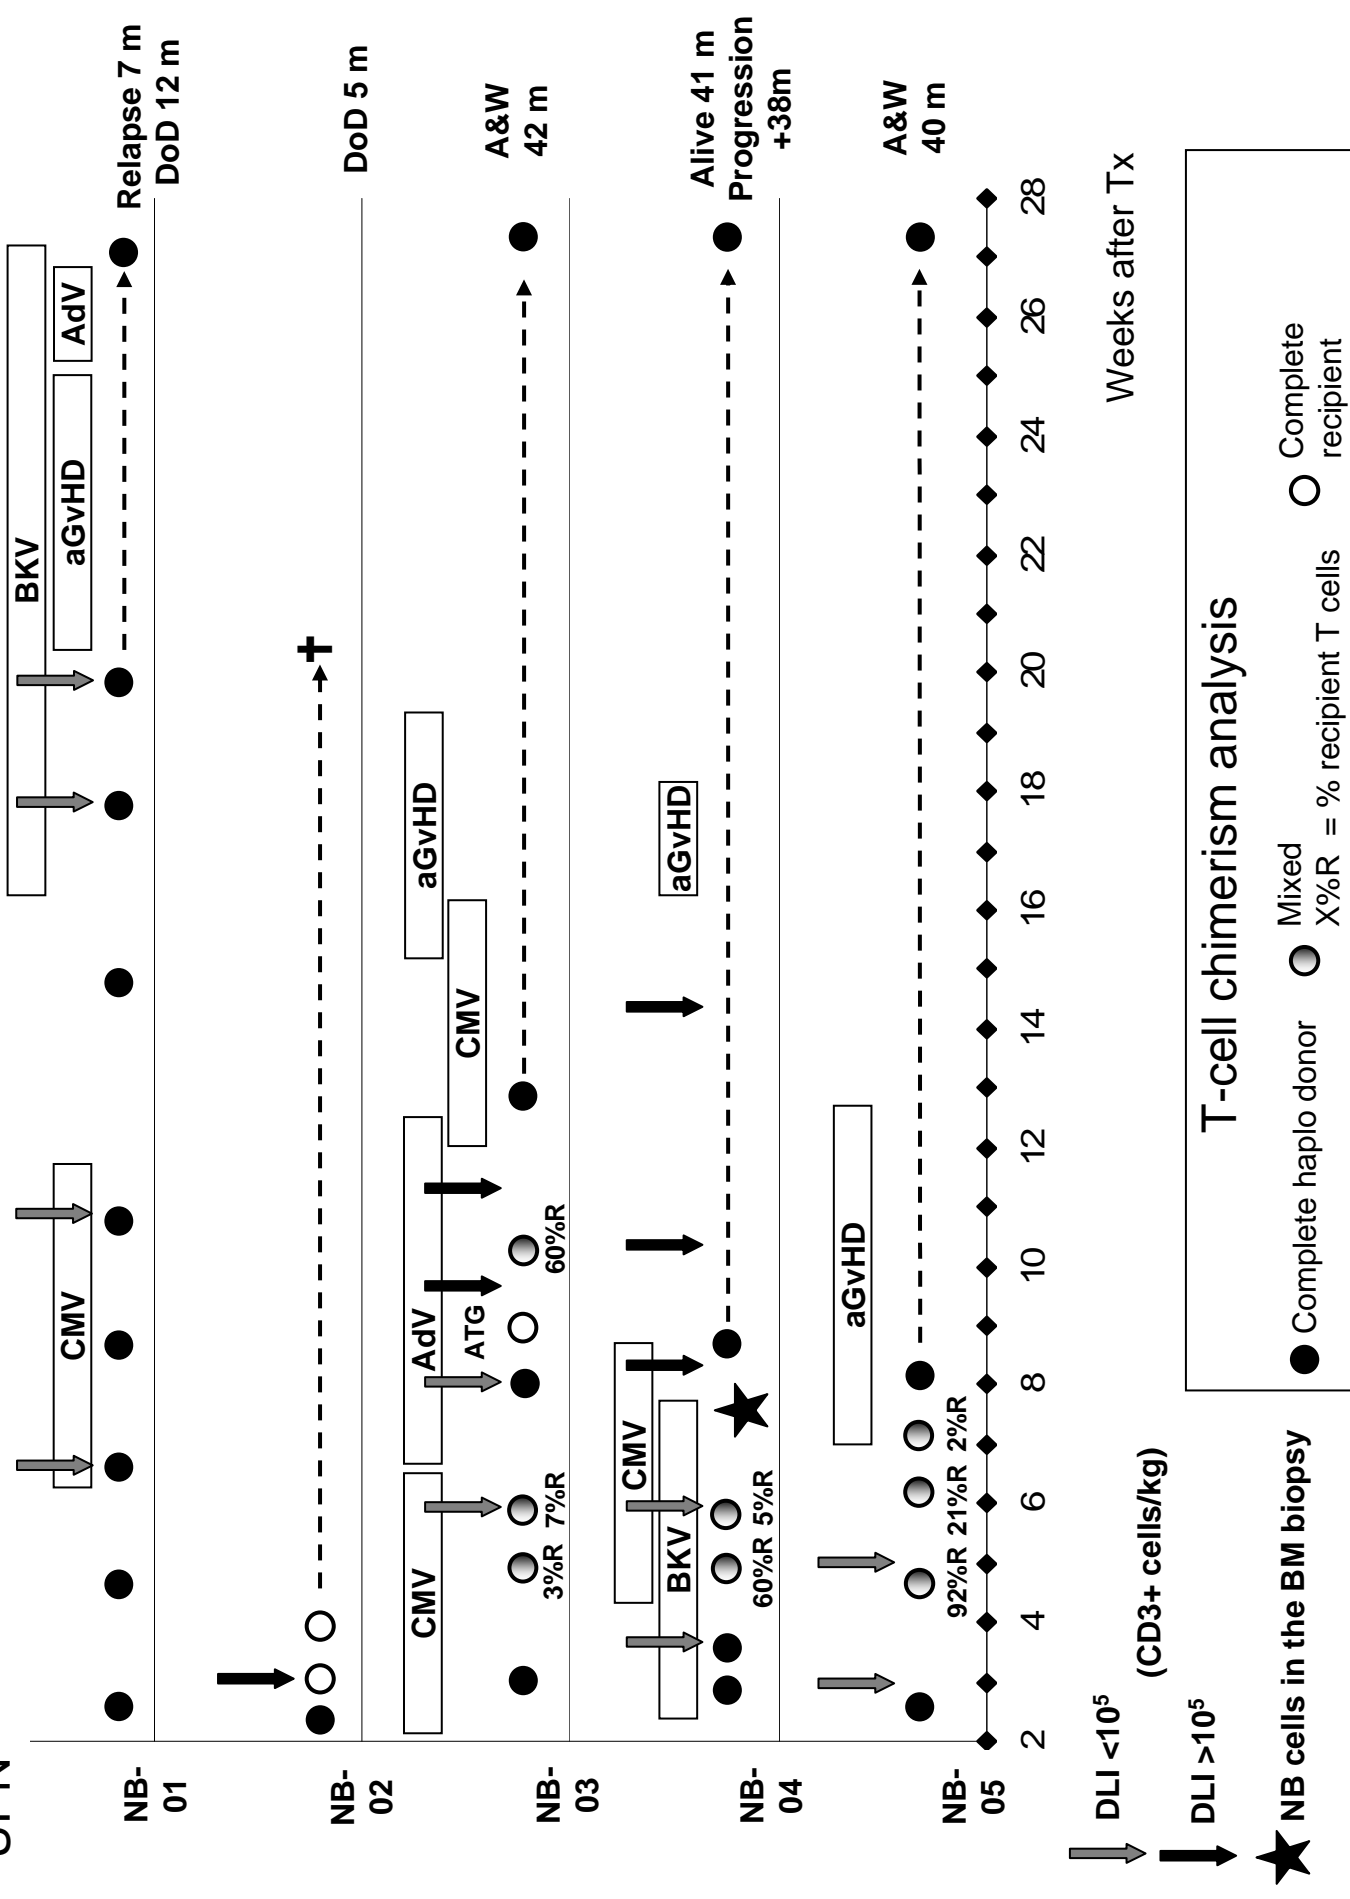 BKV
CMV
aGvHD
AdV
Relapse 7 m
DoD 12 m
NB-
01
DoD 5 m
NB-
02
CMV
AdV
aGvHD
ATG
CMV
3%R
7%R
60%R
A&W
42 m
NB-
03
CMV
BKV
aGvHD
60%R
5%R
Alive 41 m
Progression
+38m
NB-
04
aGvHD
92%R
21%R
2%R
A&W
40 m
NB-
05
2 4 6 8 10 12 14 16 18 20 22 24 26 28
Weeks after Tx
DLI <10⁵
(CD3+ cells/kg)
DLI >10⁵
NB cells in the BM biopsy
T-cell chimerism analysis
Complete haplo donor
Mixed
X%R = % recipient T cells
Complete
recipient